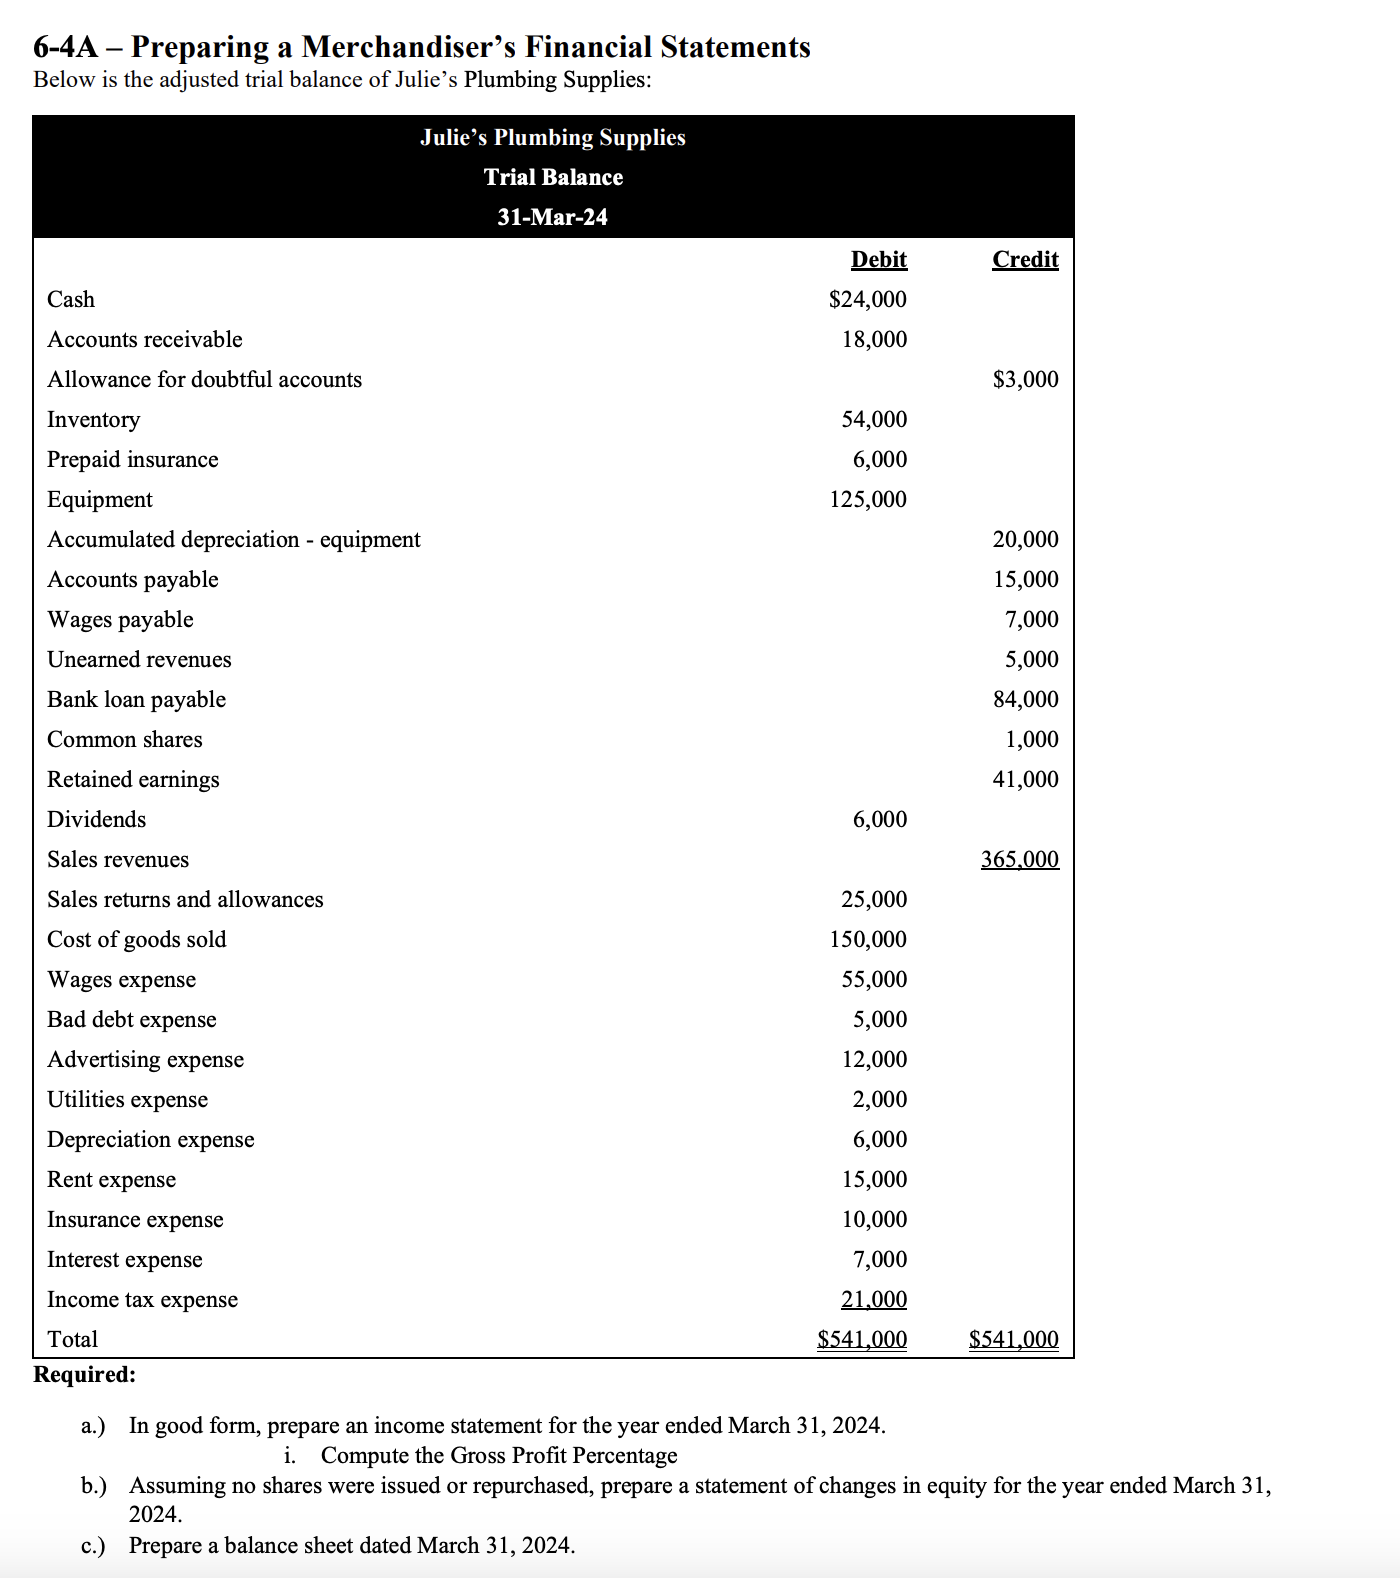 6-4A – Preparing a Merchandiser’s Financial Statements
Below is the adjusted trial balance of Julie’s Plumbing Supplies:
Julie’s Plumbing Supplies
Trial Balance
31-Mar-24
Debit Credit
Cash $24,000
Accounts receivable 18,000
Allowance for doubtful accounts $3,000
Inventory 54,000
Prepaid insurance 6,000
Equipment 125,000
Accumulated depreciation - equipment 20,000
Accounts payable 15,000
Wages payable 7,000
Unearned revenues 5,000
Bank loan payable 84,000
Common shares 1,000
Retained earnings 41,000
Dividends 6,000
Sales revenues 365,000
Sales returns and allowances 25,000
Cost of goods sold 150,000
Wages expense 55,000
Bad debt expense 5,000
Advertising expense 12,000
Utilities expense 2,000
Depreciation expense 6,000
Rent expense 15,000
Insurance expense 10,000
Interest expense 7,000
Income tax expense 21,000
Total $541,000 $541,000
Required:
a.) In good form, prepare an income statement for the year ended March 31, 2024.
i. Compute the Gross Profit Percentage
b.) Assuming no shares were issued or repurchased, prepare a statement of changes in equity for the year ended March 31,
2024.
c.) Prepare a balance sheet dated March 31, 2024.